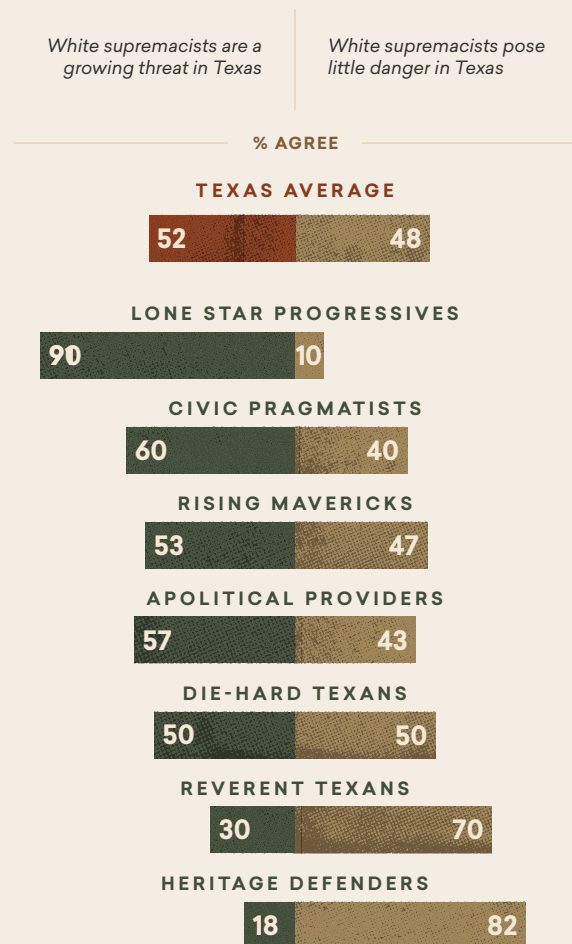 White supremacists are a
growing threat in Texas
White supremacists pose
little danger in Texas
% AGREE
TEXAS AVERAGE
52 48
LONE STAR PROGRESSIVES
90 10
CIVIC PRAGMATISTS
60 40
RISING MAVERICKS
53 47
APOLITICAL PROVIDERS
57 43
DIE-HARD TEXANS
50 50
REVERENT TEXANS
30 70
HERITAGE DEFENDERS
18 82